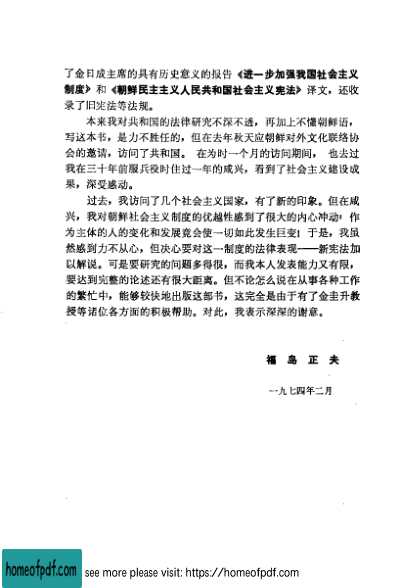 了金日成主席的具有历史意义的报告《进一步加强我国社会主义
制度》和《朝鲜民主主义人民共和国社会主义宪法》译文，还收
录了旧宪法等法规。
本来我对共和国的法律研究不深不透，再加上不懂朝鲜语，
写这本书，是力不胜任的，但在去年秋天应朝鲜对外文化联络协
会的邀请，访问了共和国。在为时一个月的访问期间，也去过
我在三十年前服兵役时住过一年的咸兴，看到了社会主义建设成
果，深受感动。
过去，我访问了几个社会主义国家，有了新的印象。但在咸
兴，我对朝鲜社会主义制度的优越性感到了很大的内心冲动：作
为主体的人的变化和发展竟会使一切如此发生巨变！于是，我虽
然感到力不从心，但决心要对这一制度的法律表现——新宪法加
以解说。可是要研究的问题多得很，而我本人发表能力又有限，
要达到完整的论述还有很大距离。但不论怎么说在从事各种工作
的繁忙中，能够较快地出版这部书，这完全是由于有了金圭升教
授等诸位各方面的积极帮助。对此，我表示深深的谢意。
福岛正夫
一九七四年二月
homeofpdf.com
see more please visit: https://homeofpdf.com